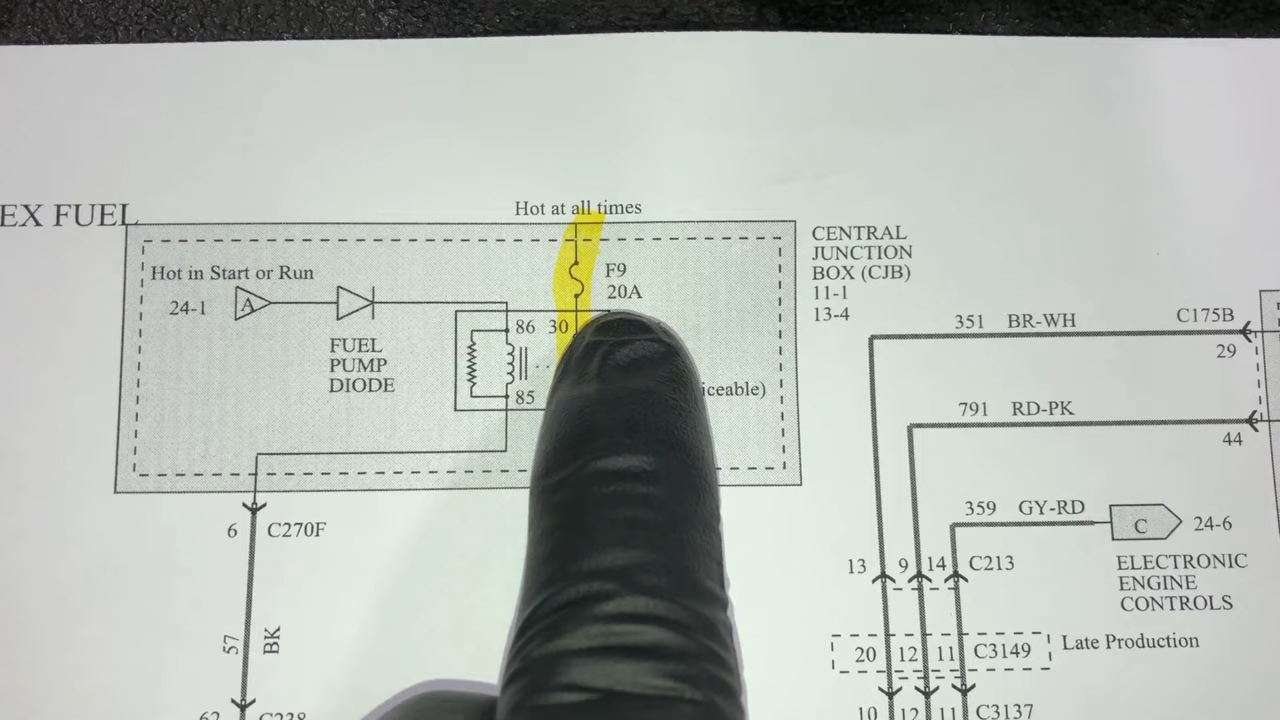 EX FUEL
Hot at all times
Hot in Start or Run
24-1
A
FUEL
PUMP
DIODE
F9
20A
86 30
85
iceable)
CENTRAL
JUNCTION
BOX (CJB)
11-1
13-4
351 BR-WH
C175B
29
791 RD-PK
44
359 GY-RD
C
24-6
ELECTRONIC
ENGINE
CONTROLS
13 9 14 C213
20 12 11 C3149
Late Production
10 12 11 C3137
6 C270F
57
BK
62 C238